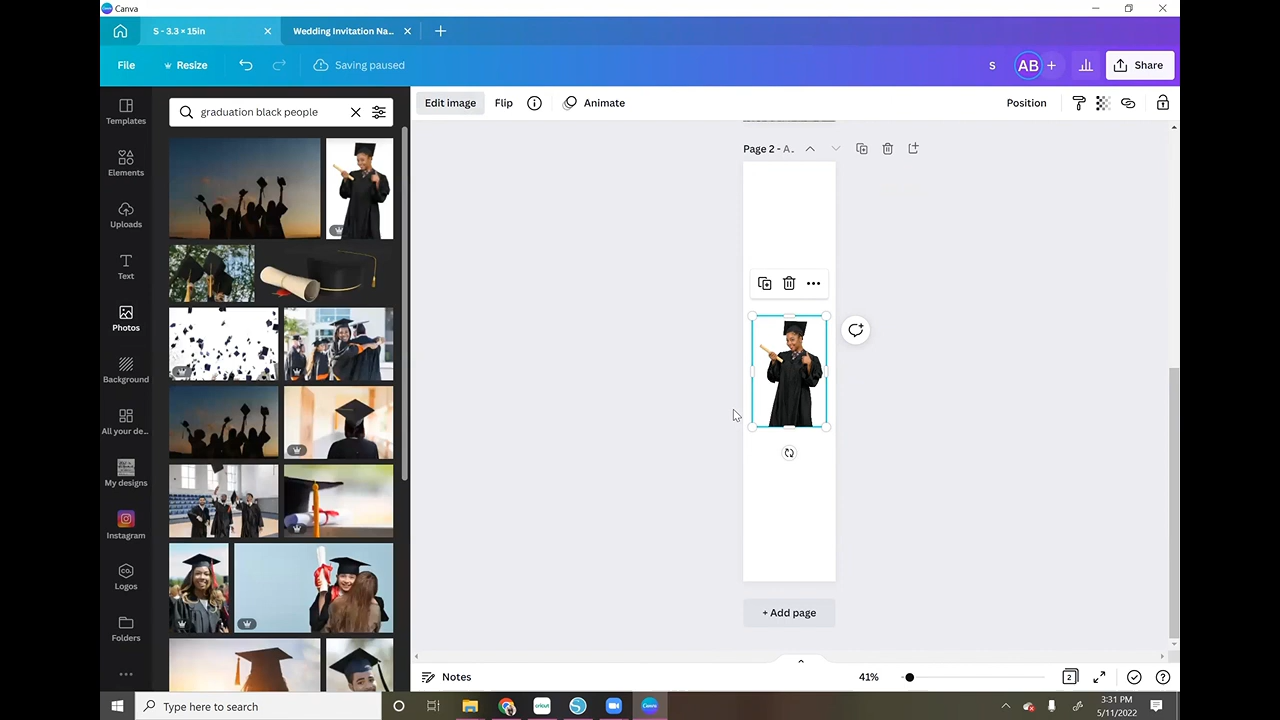 Canva
S - 3.3 × 15in
Wedding Invitation Na...
File
Resize
Saving paused
S
AB
Share
Templates
Elements
Uploads
Text
Photos
Background
All your de...
My designs
Instagram
Logos
Folders
graduation black people
Edit image
Flip
Animate
Position
Page 2 - A..
+ Add page
Notes
41%
2
Type here to search
cricut
Canva
3:31 PM
5/11/2022